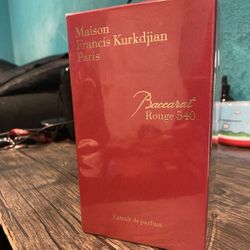 Maison
Francis Kurkdjian
Paris
Baccarat
Rouge 540
Extrait de parfum